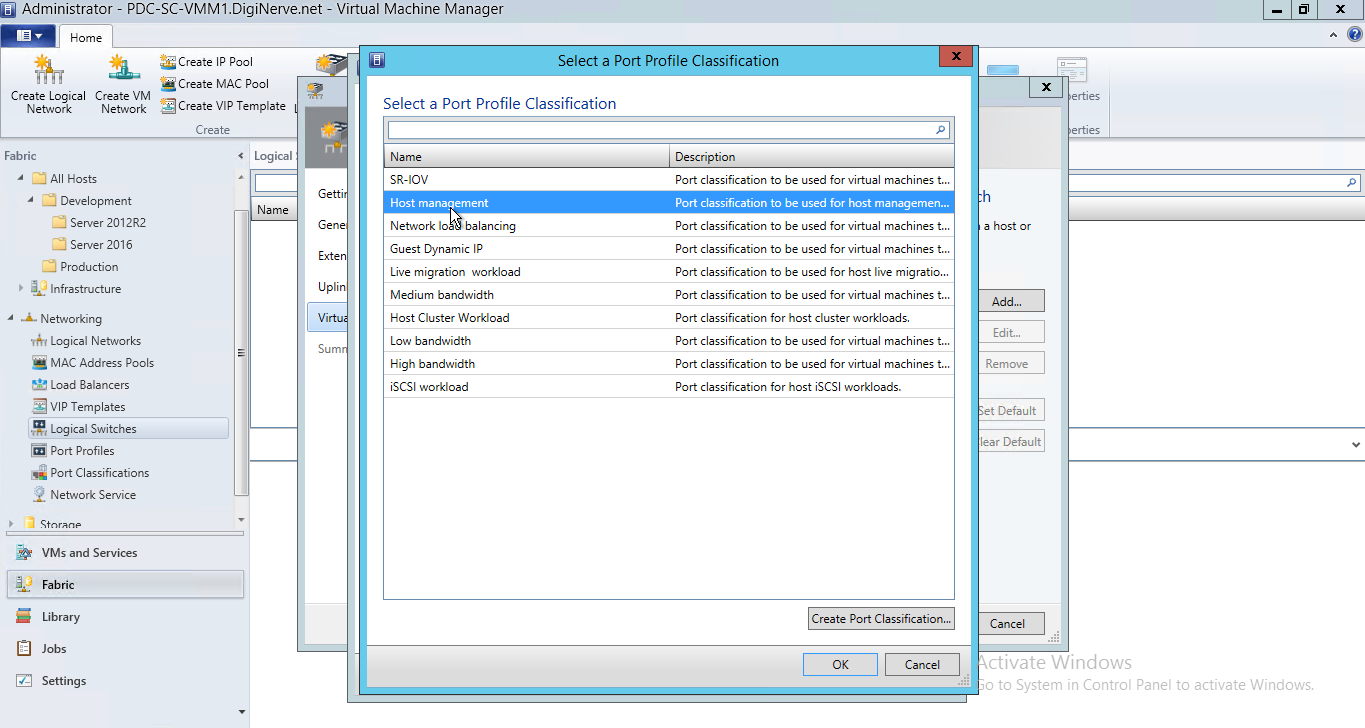 Administrator - PDC-SC-VMM1.DigiNerve.net - Virtual Machine Manager
Home
Create Logical Network
Create VM Network
Create IP Pool
Create MAC Pool
Create VIP Template
Create
Fabric
All Hosts
Development
Server 2012R2
Server 2016
Production
Infrastructure
Networking
Logical Networks
MAC Address Pools
Load Balancers
VIP Templates
Logical Switches
Port Profiles
Port Classifications
Network Service
Storage
VMs and Services
Fabric
Library
Jobs
Settings
Logical
Name
Select a Port Profile Classification
Select a Port Profile Classification
Name Description
SR-IOV Port classification to be used for virtual machines t...
Host management Port classification to be used for host managemen...
Network load balancing Port classification to be used for virtual machines t...
Guest Dynamic IP Port classification to be used for virtual machines t...
Live migration workload Port classification to be used for host live migratio...
Medium bandwidth Port classification to be used for virtual machines t...
Host Cluster Workload Port classification for host cluster workloads.
Low bandwidth Port classification to be used for virtual machines t...
High bandwidth Port classification to be used for virtual machines t...
iSCSI workload Port classification for host iSCSI workloads.
Create Port Classification...
OK Cancel
a host or
Add...
Edit...
Remove
Set Default
lear Default
Cancel
Activate Windows
Go to System in Control Panel to activate Windows.